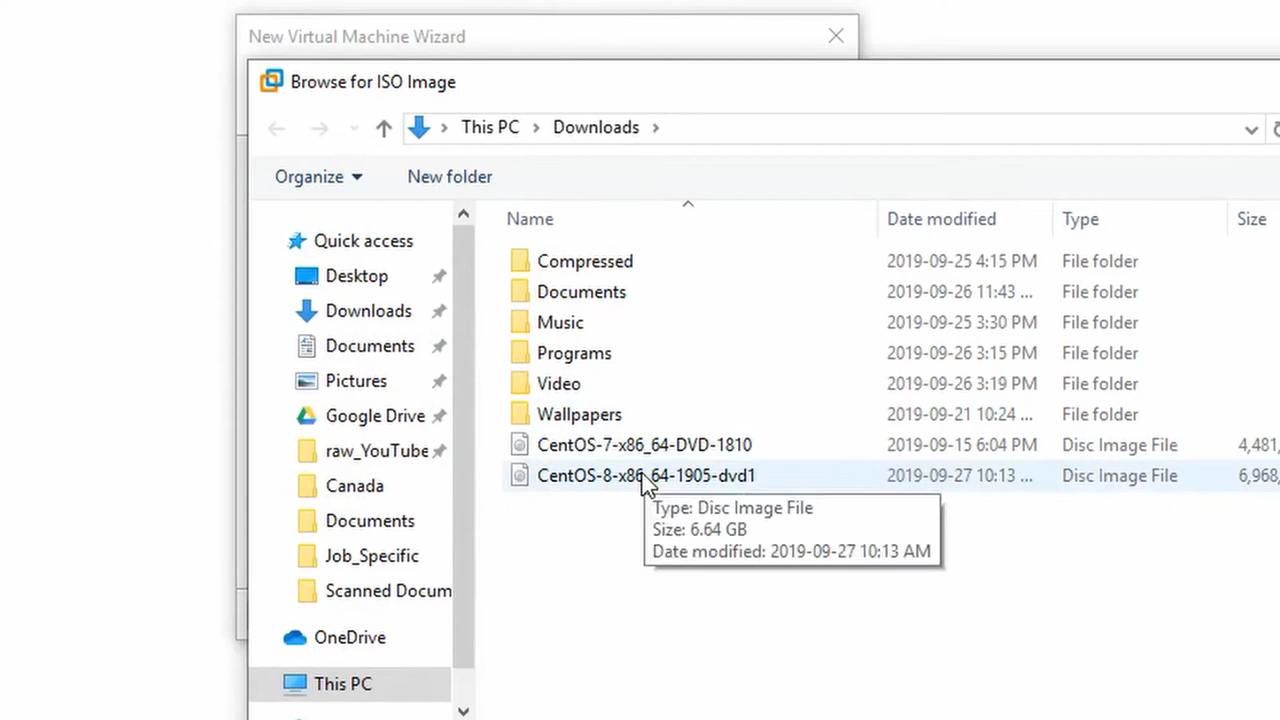 New Virtual Machine Wizard
Browse for ISO Image
This PC
Downloads
Organize
New folder
Name
Date modified
Type
Size
Quick access
Desktop
Downloads
Documents
Pictures
Google Drive
raw_YouTube
Canada
Documents
Job_Specific
Scanned Docum
OneDrive
This PC
Compressed 2019-09-25 4:15 PM File folder
Documents 2019-09-26 11:43 ... File folder
Music 2019-09-25 3:30 PM File folder
Programs 2019-09-26 3:15 PM File folder
Video 2019-09-26 3:19 PM File folder
Wallpapers 2019-09-21 10:24 ... File folder
CentOS-7-x86_64-DVD-1810 2019-09-15 6:04 PM Disc Image File 4,481,
CentOS-8-x86_64-1905-dvd1 2019-09-27 10:13 ... Disc Image File 6,968,
Type: Disc Image File
Size: 6.64 GB
Date modified: 2019-09-27 10:13 AM